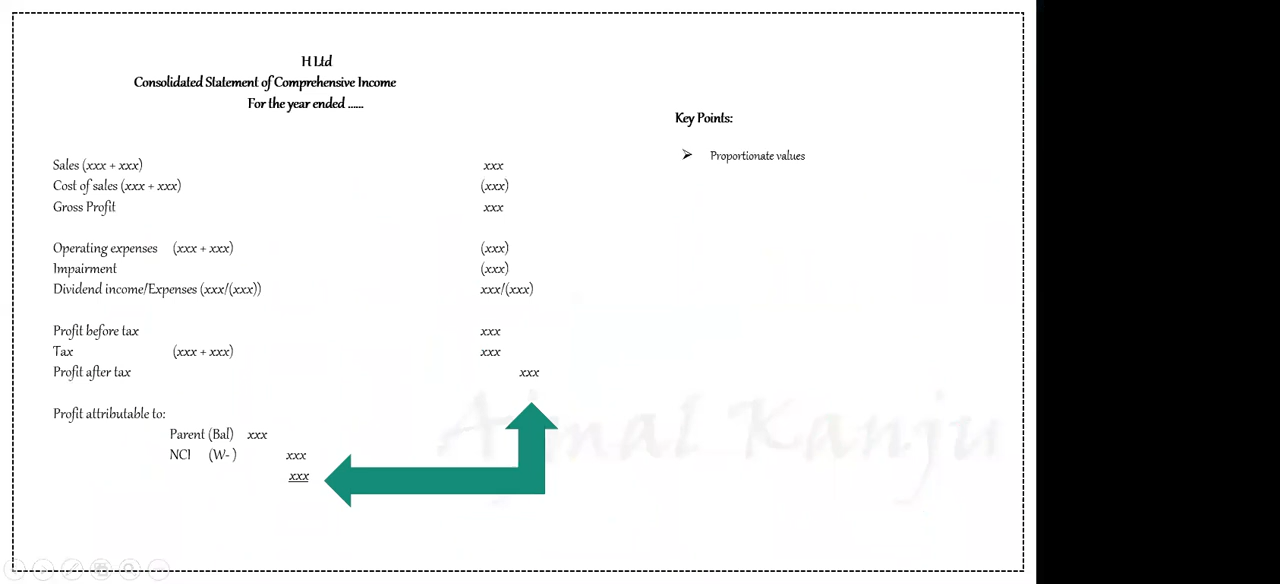 H Ltd
Consolidated Statement of Comprehensive Income
For the year ended ......
Key Points:
➢ Proportionate values
Sales (xxx + xxx) xxx
Cost of sales (xxx + xxx) (xxx)
Gross Profit xxx
Operating expenses (xxx + xxx) (xxx)
Impairment (xxx)
Dividend income/Expenses (xxx/(xxx)) xxx/(xxx)
Profit before tax xxx
Tax (xxx + xxx) xxx
Profit after tax xxx
Profit attributable to:
Parent (Bal) xxx
NCI (W- ) xxx
xxx
Ajmal Kanju